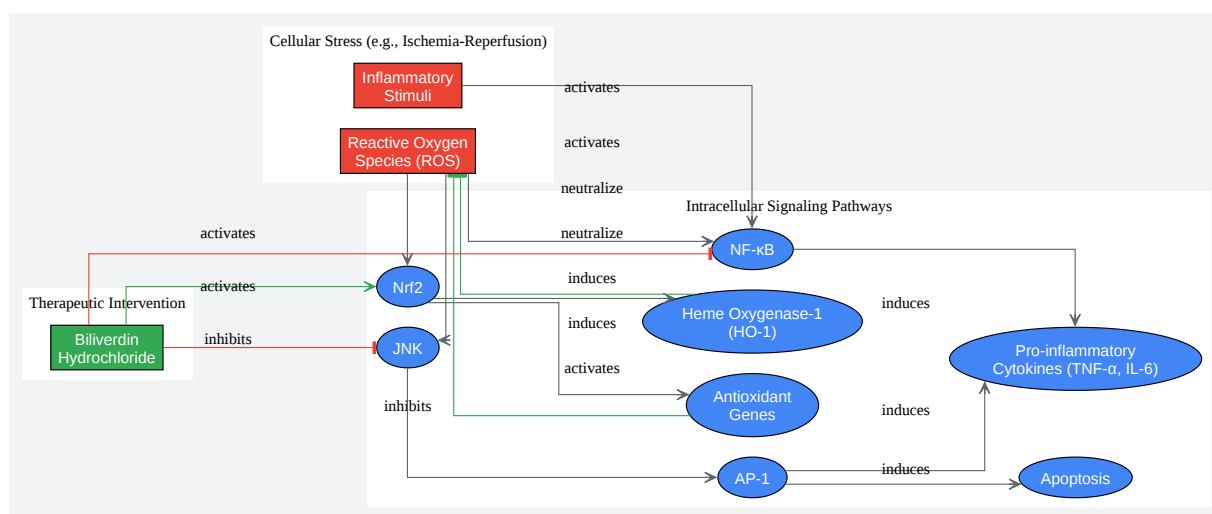 Cellular Stress (e.g., Ischemia-Reperfusion)
Inflammatory
Stimuli
activates
Reactive Oxygen
Species (ROS)
activates
neutralize
Intracellular Signaling Pathways
activates
neutralize
NF-κB
activates
Nrf2
induces
Therapeutic Intervention
Heme Oxygenase-1
(HO-1)
induces
induces
Biliverdin
Hydrochloride
inhibits
JNK
Pro-inflammatory
Cytokines (TNF-α, IL-6)
activates
Antioxidant
Genes
inhibits
induces
AP-1
induces
Apoptosis